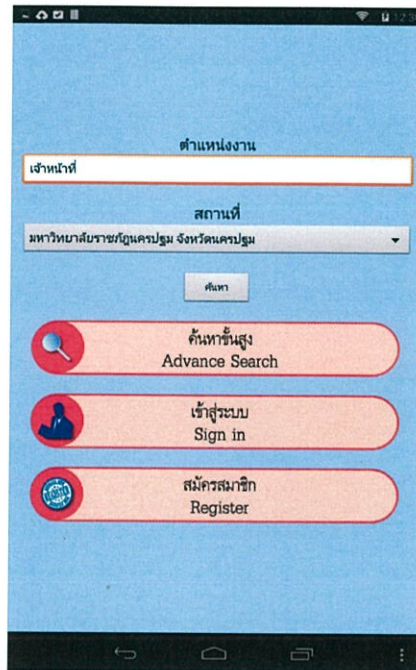 ตำแหน่งงาน
เจ้าหน้าที่
สถานที่
มหาวิทยาลัยราชภัฏนครปฐม จังหวัดนครปฐม
ค้นหา
ค้นหาขั้นสูง
Advance Search
เข้าสู่ระบบ
Sign in
สมัครสมาชิก
Register